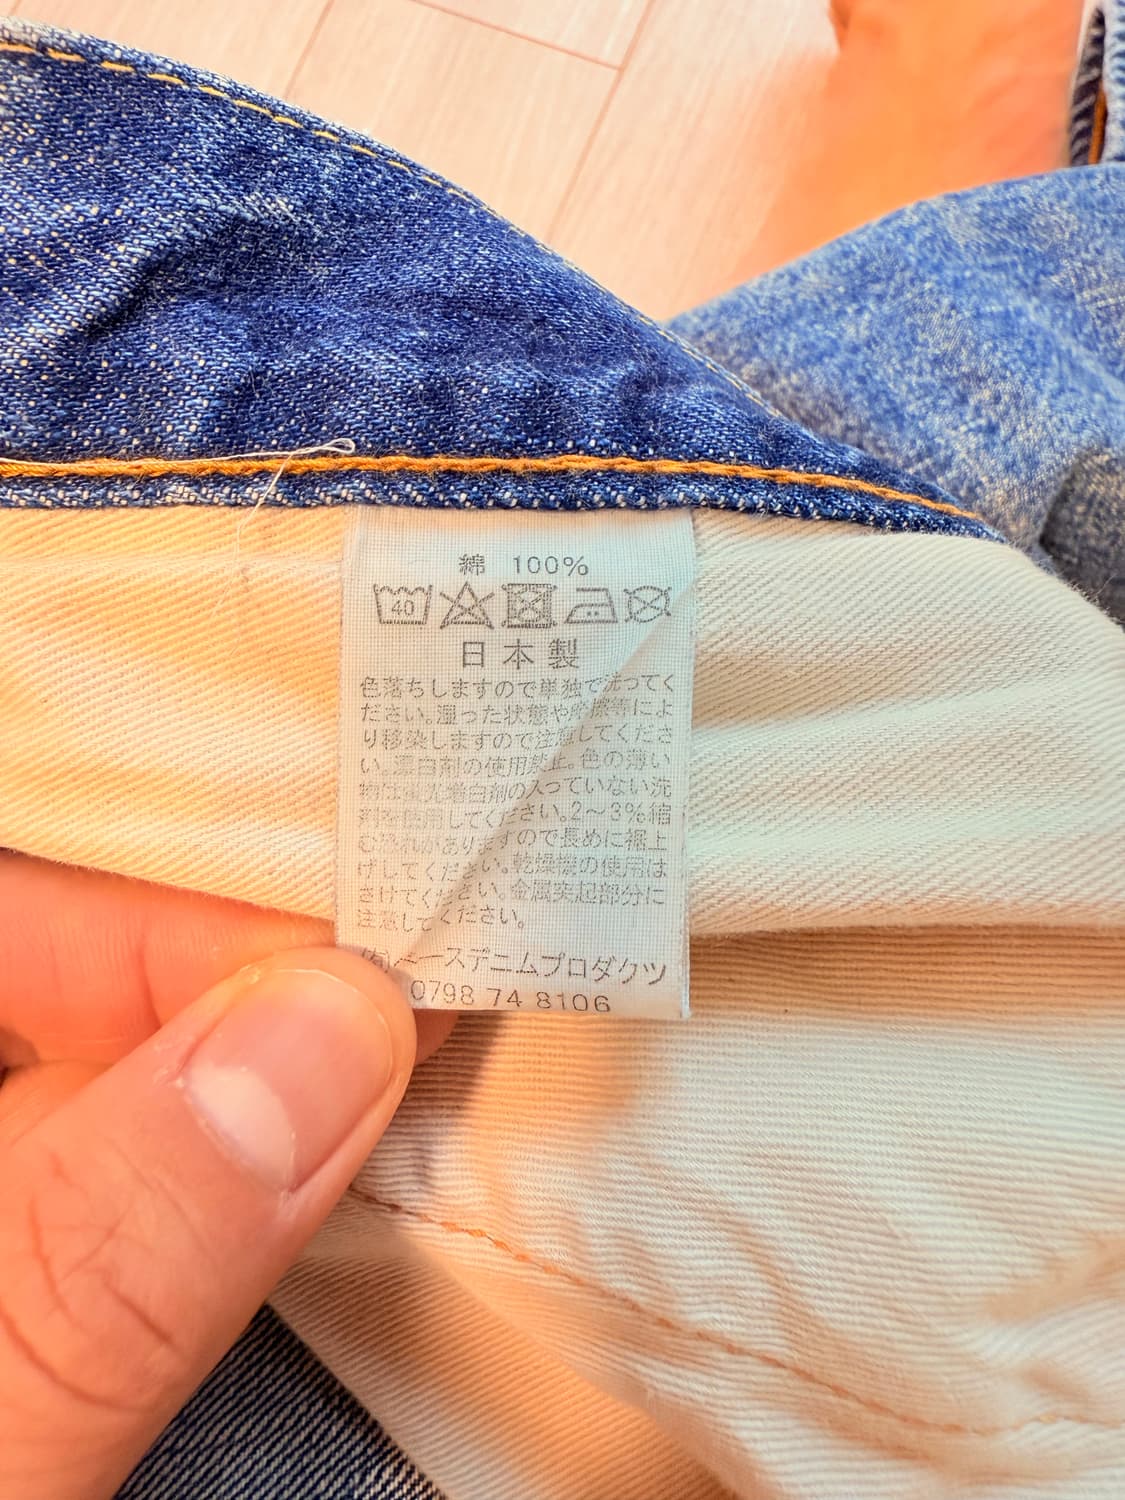 綿 100%
40
日本製
色落ちしますので単独で洗ってく
ださい。湿った状態や摩擦等によ
り移染しますので注意してくださ
い。漂白剤の使用禁止。色の薄い
物は蛍光増白剤の入っていない洗
剤を使用してください。2～3%縮
む恐れがありますので長めに裾上
げしてください。乾燥機の使用は
さけてください。金属突起部分に
注意してください。
(有)ベースデニムプロダクツ
0798 74 8106